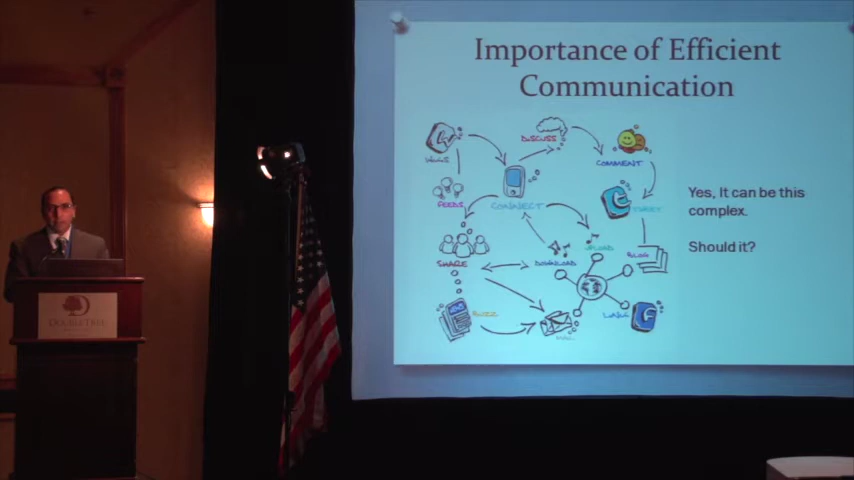 Importance of Efficient
Communication
DISCUSS
COMMENT
FEEDS
CONNECT
TWEET
Yes, It can be this
complex.
Should it?
SHARE
DOWNLOAD
UPLOAD
BLOG
BUZZ
LINK
MAIL
DOUBLETREE